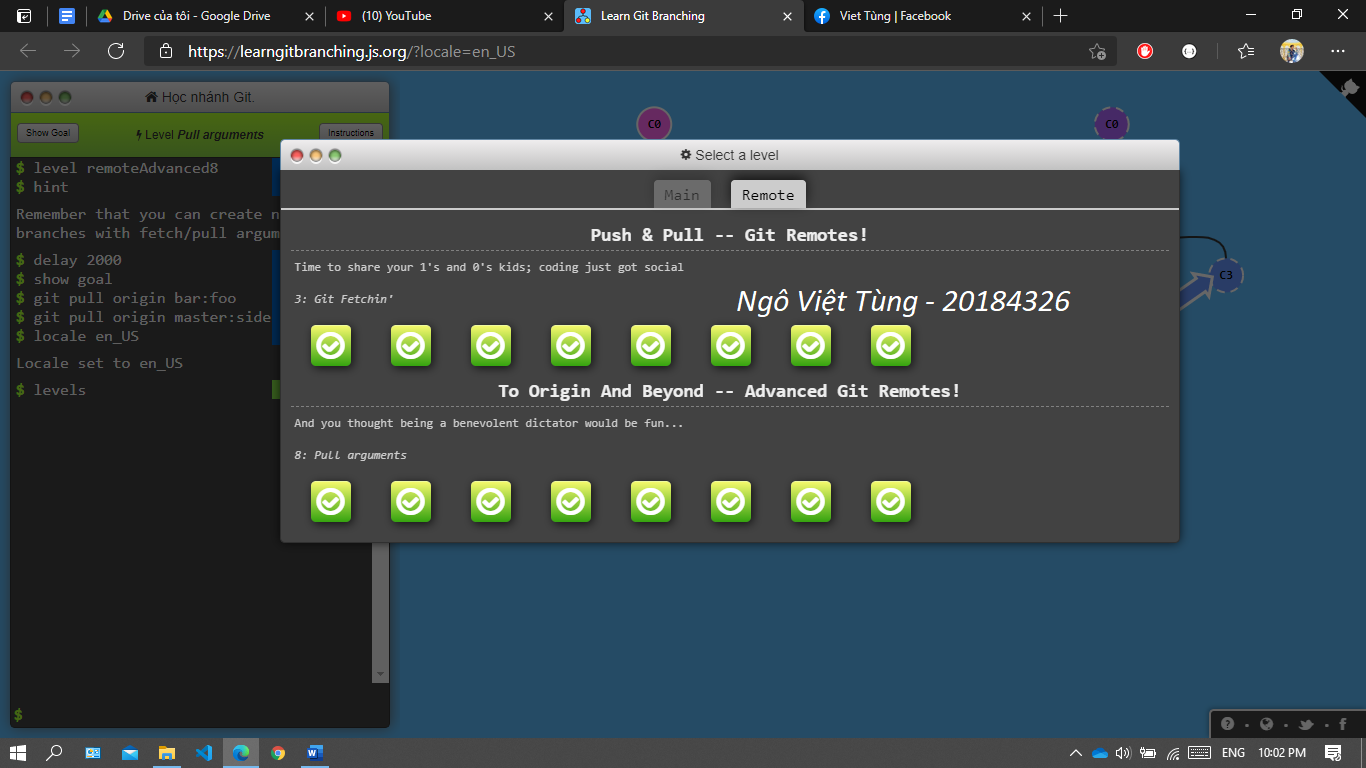 Drive của tôi - Google Drive
(10) YouTube
Learn Git Branching
Viet Tùng | Facebook
https://learngitbranching.js.org/?locale=en_US
Học nhánh Git.
Show Goal
Level Pull arguments
Instructions
$ level remoteAdvanced8
$ hint
Remember that you can create n
branches with fetch/pull argum
$ delay 2000
$ show goal
$ git pull origin bar:foo
$ git pull origin master:side
$ locale en_US
Locale set to en_US
$ levels
$
C0
C0
C3
Select a level
Main
Remote
Push & Pull -- Git Remotes!
Time to share your 1's and 0's kids; coding just got social
3: Git Fetchin'
Ngô Việt Tùng - 20184326
To Origin And Beyond -- Advanced Git Remotes!
And you thought being a benevolent dictator would be fun...
8: Pull arguments
ENG
10:02 PM